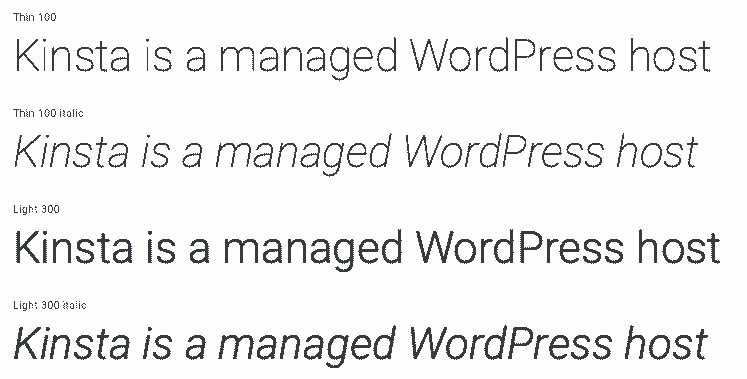 Thin 100
Kinsta is a managed WordPress host
Thin 100 italic
Kinsta is a managed WordPress host
Light 300
Kinsta is a managed WordPress host
Light 300 italic
Kinsta is a managed WordPress host